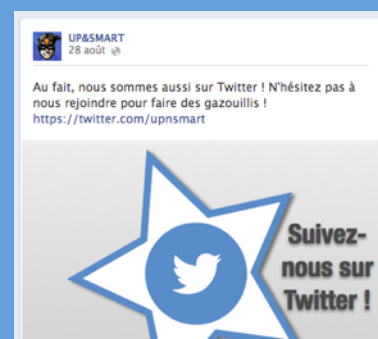 UP&SMART
28 août
Au fait, nous sommes aussi sur Twitter ! N'hésitez pas à
nous rejoindre pour faire des gazouillis !
https://twitter.com/upnsmart
Suivez-
nous sur
Twitter !